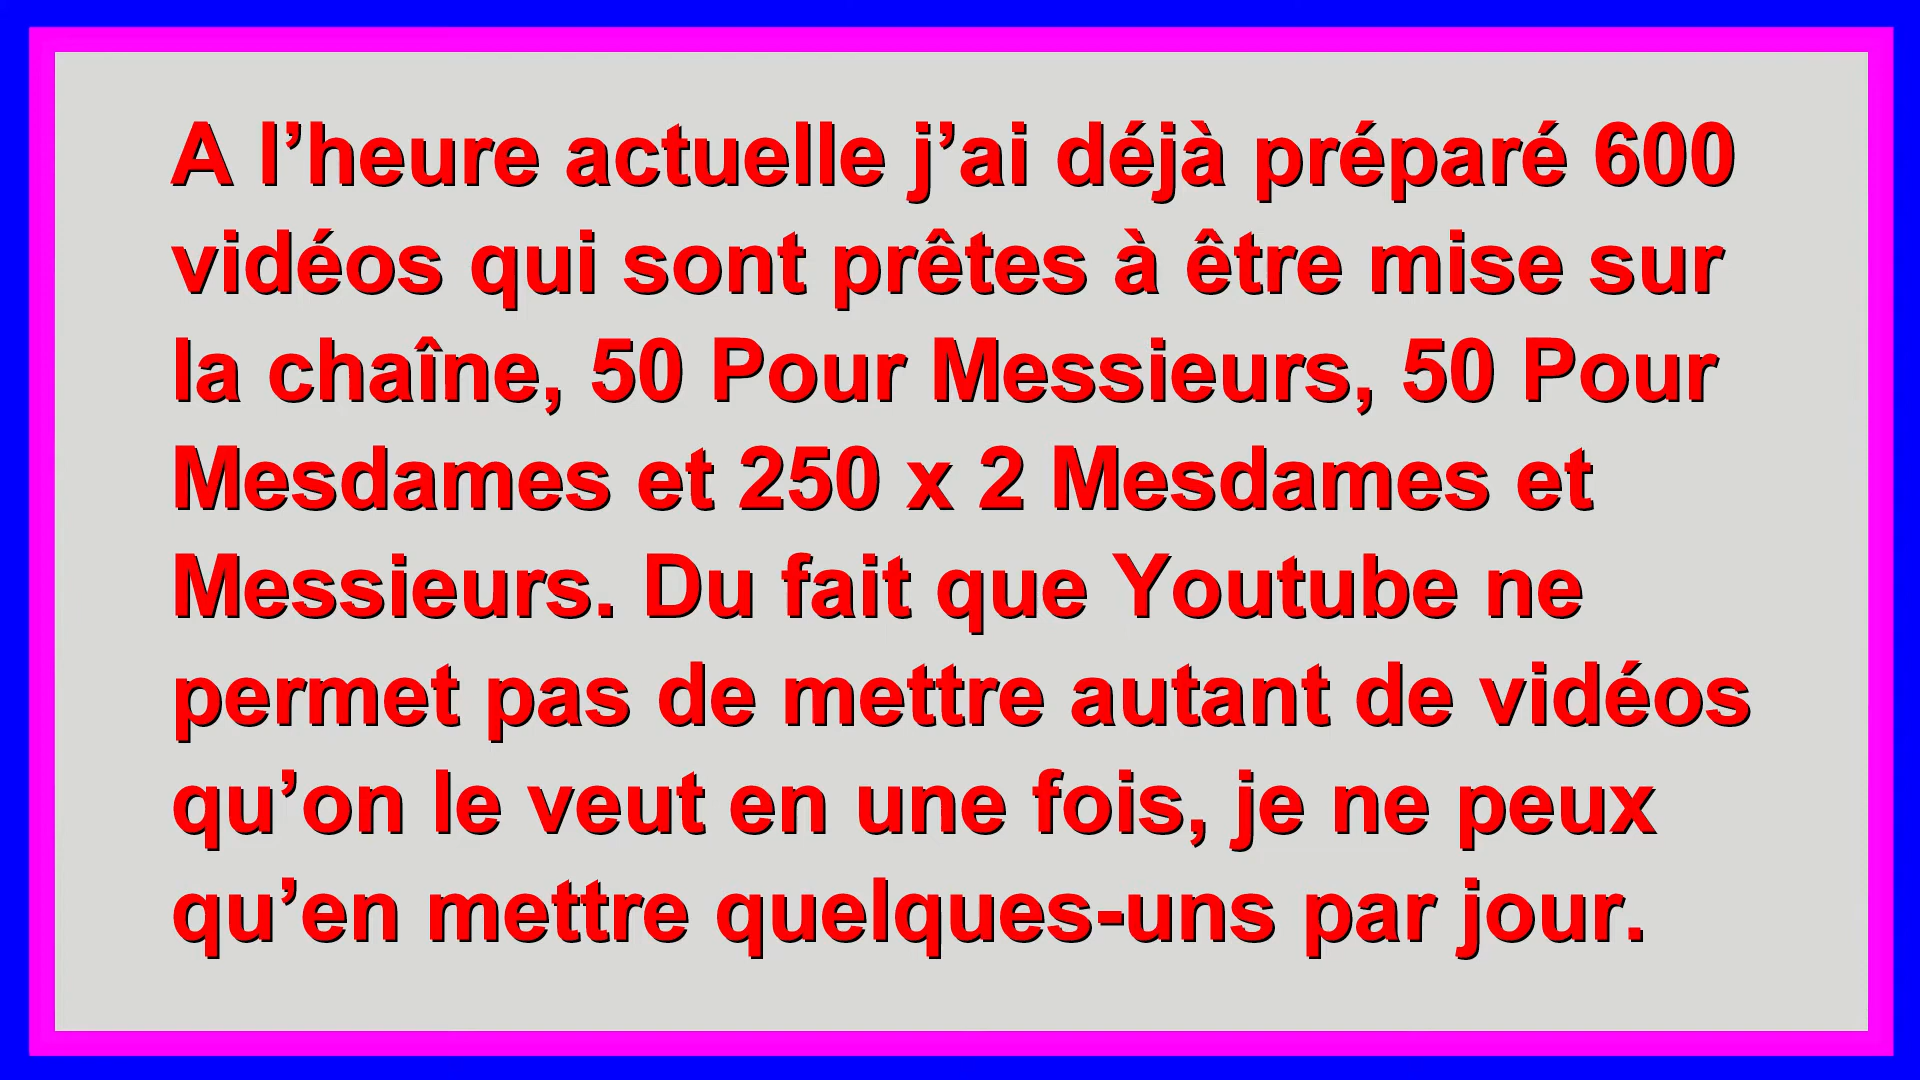 A l’heure actuelle j’ai déjà préparé 600
vidéos qui sont prêtes à être mise sur
la chaîne, 50 Pour Messieurs, 50 Pour
Mesdames et 250 x 2 Mesdames et
Messieurs. Du fait que Youtube ne
permet pas de mettre autant de vidéos
qu’on le veut en une fois, je ne peux
qu’en mettre quelques-uns par jour.